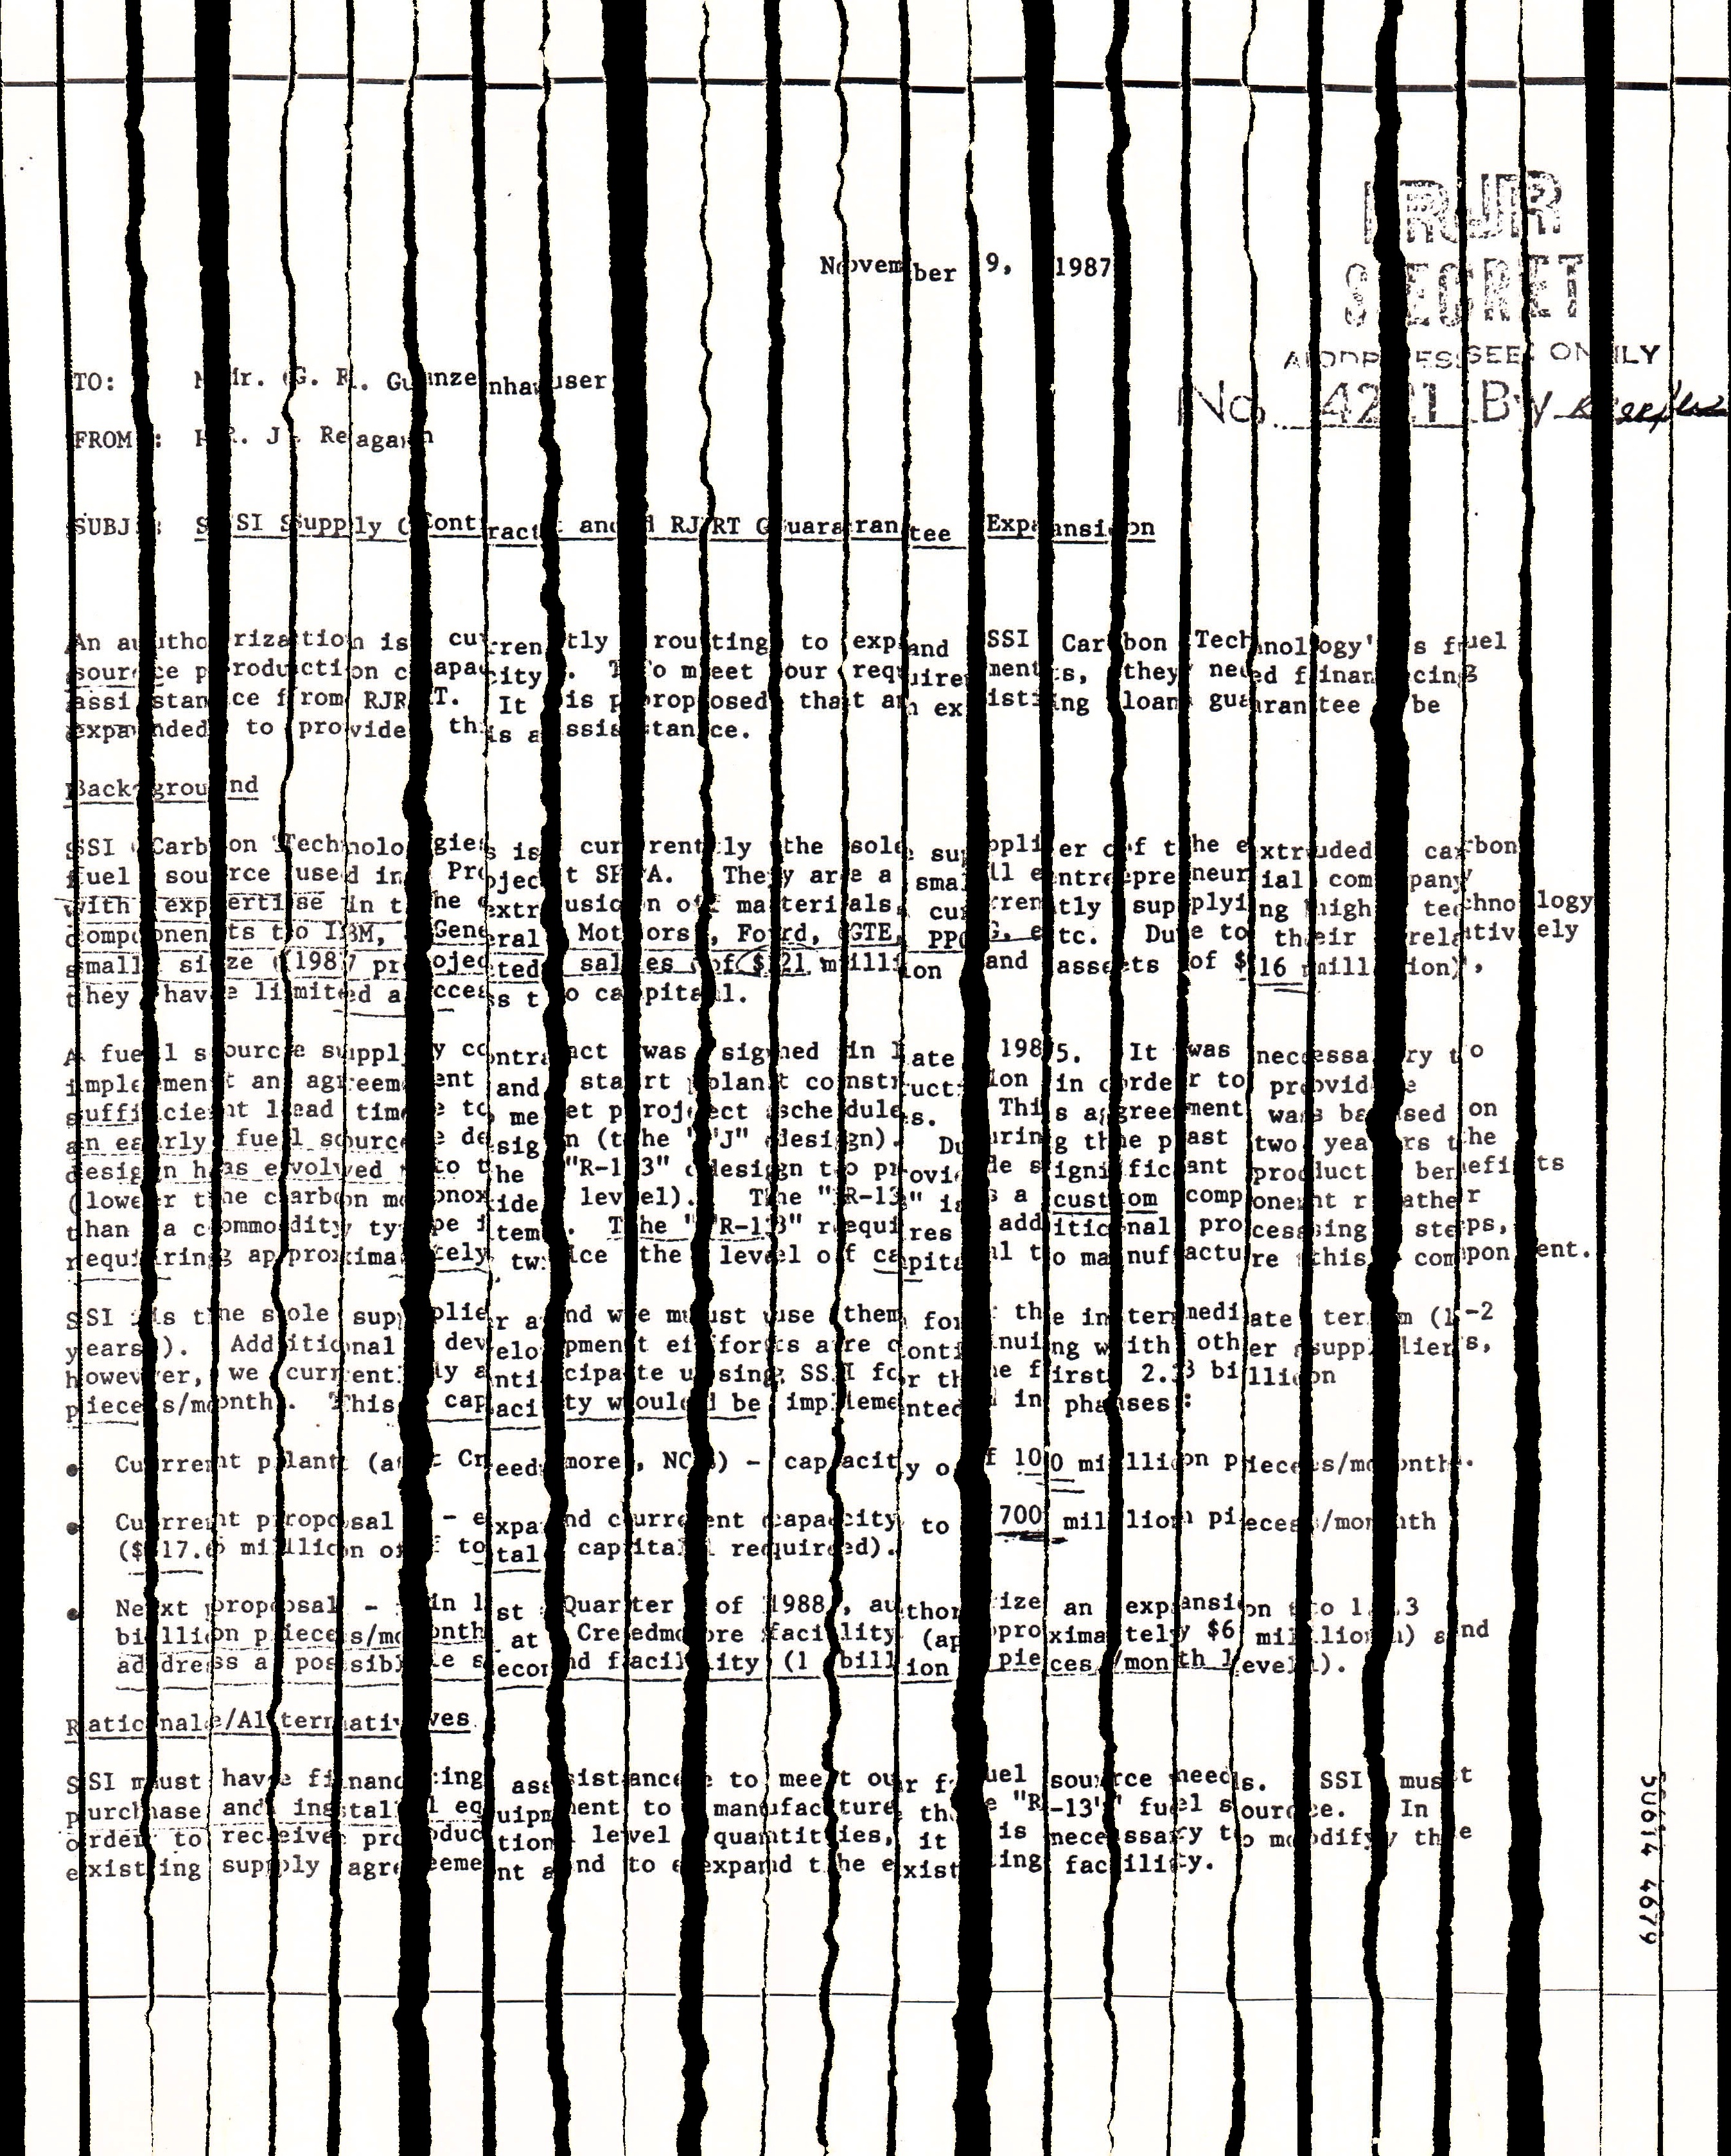 RJR
SECRET
November 9, 1987
ADDRESSEE ONLY
TO: Mr. G. R. Gunzenhauser
No. 4221 By
FROM: R. J. Reagan
SUBJ: SSI Supply Contract and RJRT Guarantee Expansion
An authorization is currently routing to expand SSI Carbon Technology's fuel
source production capacity. To meet our requirements, they need financing
assistance from RJRT. It is proposed that an existing loan guarantee be
expanded to provide this assistance.
Background
SSI Carbon Technologies is currently the sole supplier of the extruded carbon
fuel source used in Project SPA. They are a small entrepreneurial company
with expertise in the extrusion of materials, currently supplying high technology
components to IBM, General Motors, Ford, GTE, PPG, etc. Due to their relatively
small size (1987 projected sales of $21 million and assets of $16 million),
they have limited access to capital.
A fuel source supply contract was signed in late 1985. It was necessary to
implement an agreement and start plant construction in order to provide
sufficient lead time to meet project schedules. This agreement was based on
an early fuel source design (the "J" design). During the past two years the
design has evolved to the "R-13" design to provide significant product benefits
(lower the carbon monoxide level). The "R-13" is a custom component rather
than a commodity type item. The "R-13" requires additional processing steps,
requiring approximately twice the level of capital to manufacture this component.
SSI is the sole supplier and we must use them for the intermediate term (1-2
years). Additional development efforts are continuing with other suppliers,
however, we currently anticipate using SSI for the first 2.3 billion
pieces/month. This capacity would be implemented in phases:
• Current plant (at Creedmore, NC) - capacity of 100 million pieces/month.
• Current proposal - expand current capacity to 700 million pieces/month
($17.6 million of total capital required).
• Next proposal - in 1st Quarter of 1988, authorize an expansion to 1.3
billion pieces/month at Creedmore facility (approximately $6 million) and
address a possible second facility (1 billion pieces/month level).
Rationale/Alternatives
SSI must have financing assistance to meet our fuel source needs. SSI must
purchase and install equipment to manufacture the "R-13" fuel source. In
order to receive production level quantities, it is necessary to modify the
existing supply agreement and to expand the existing facility.
50614 4679